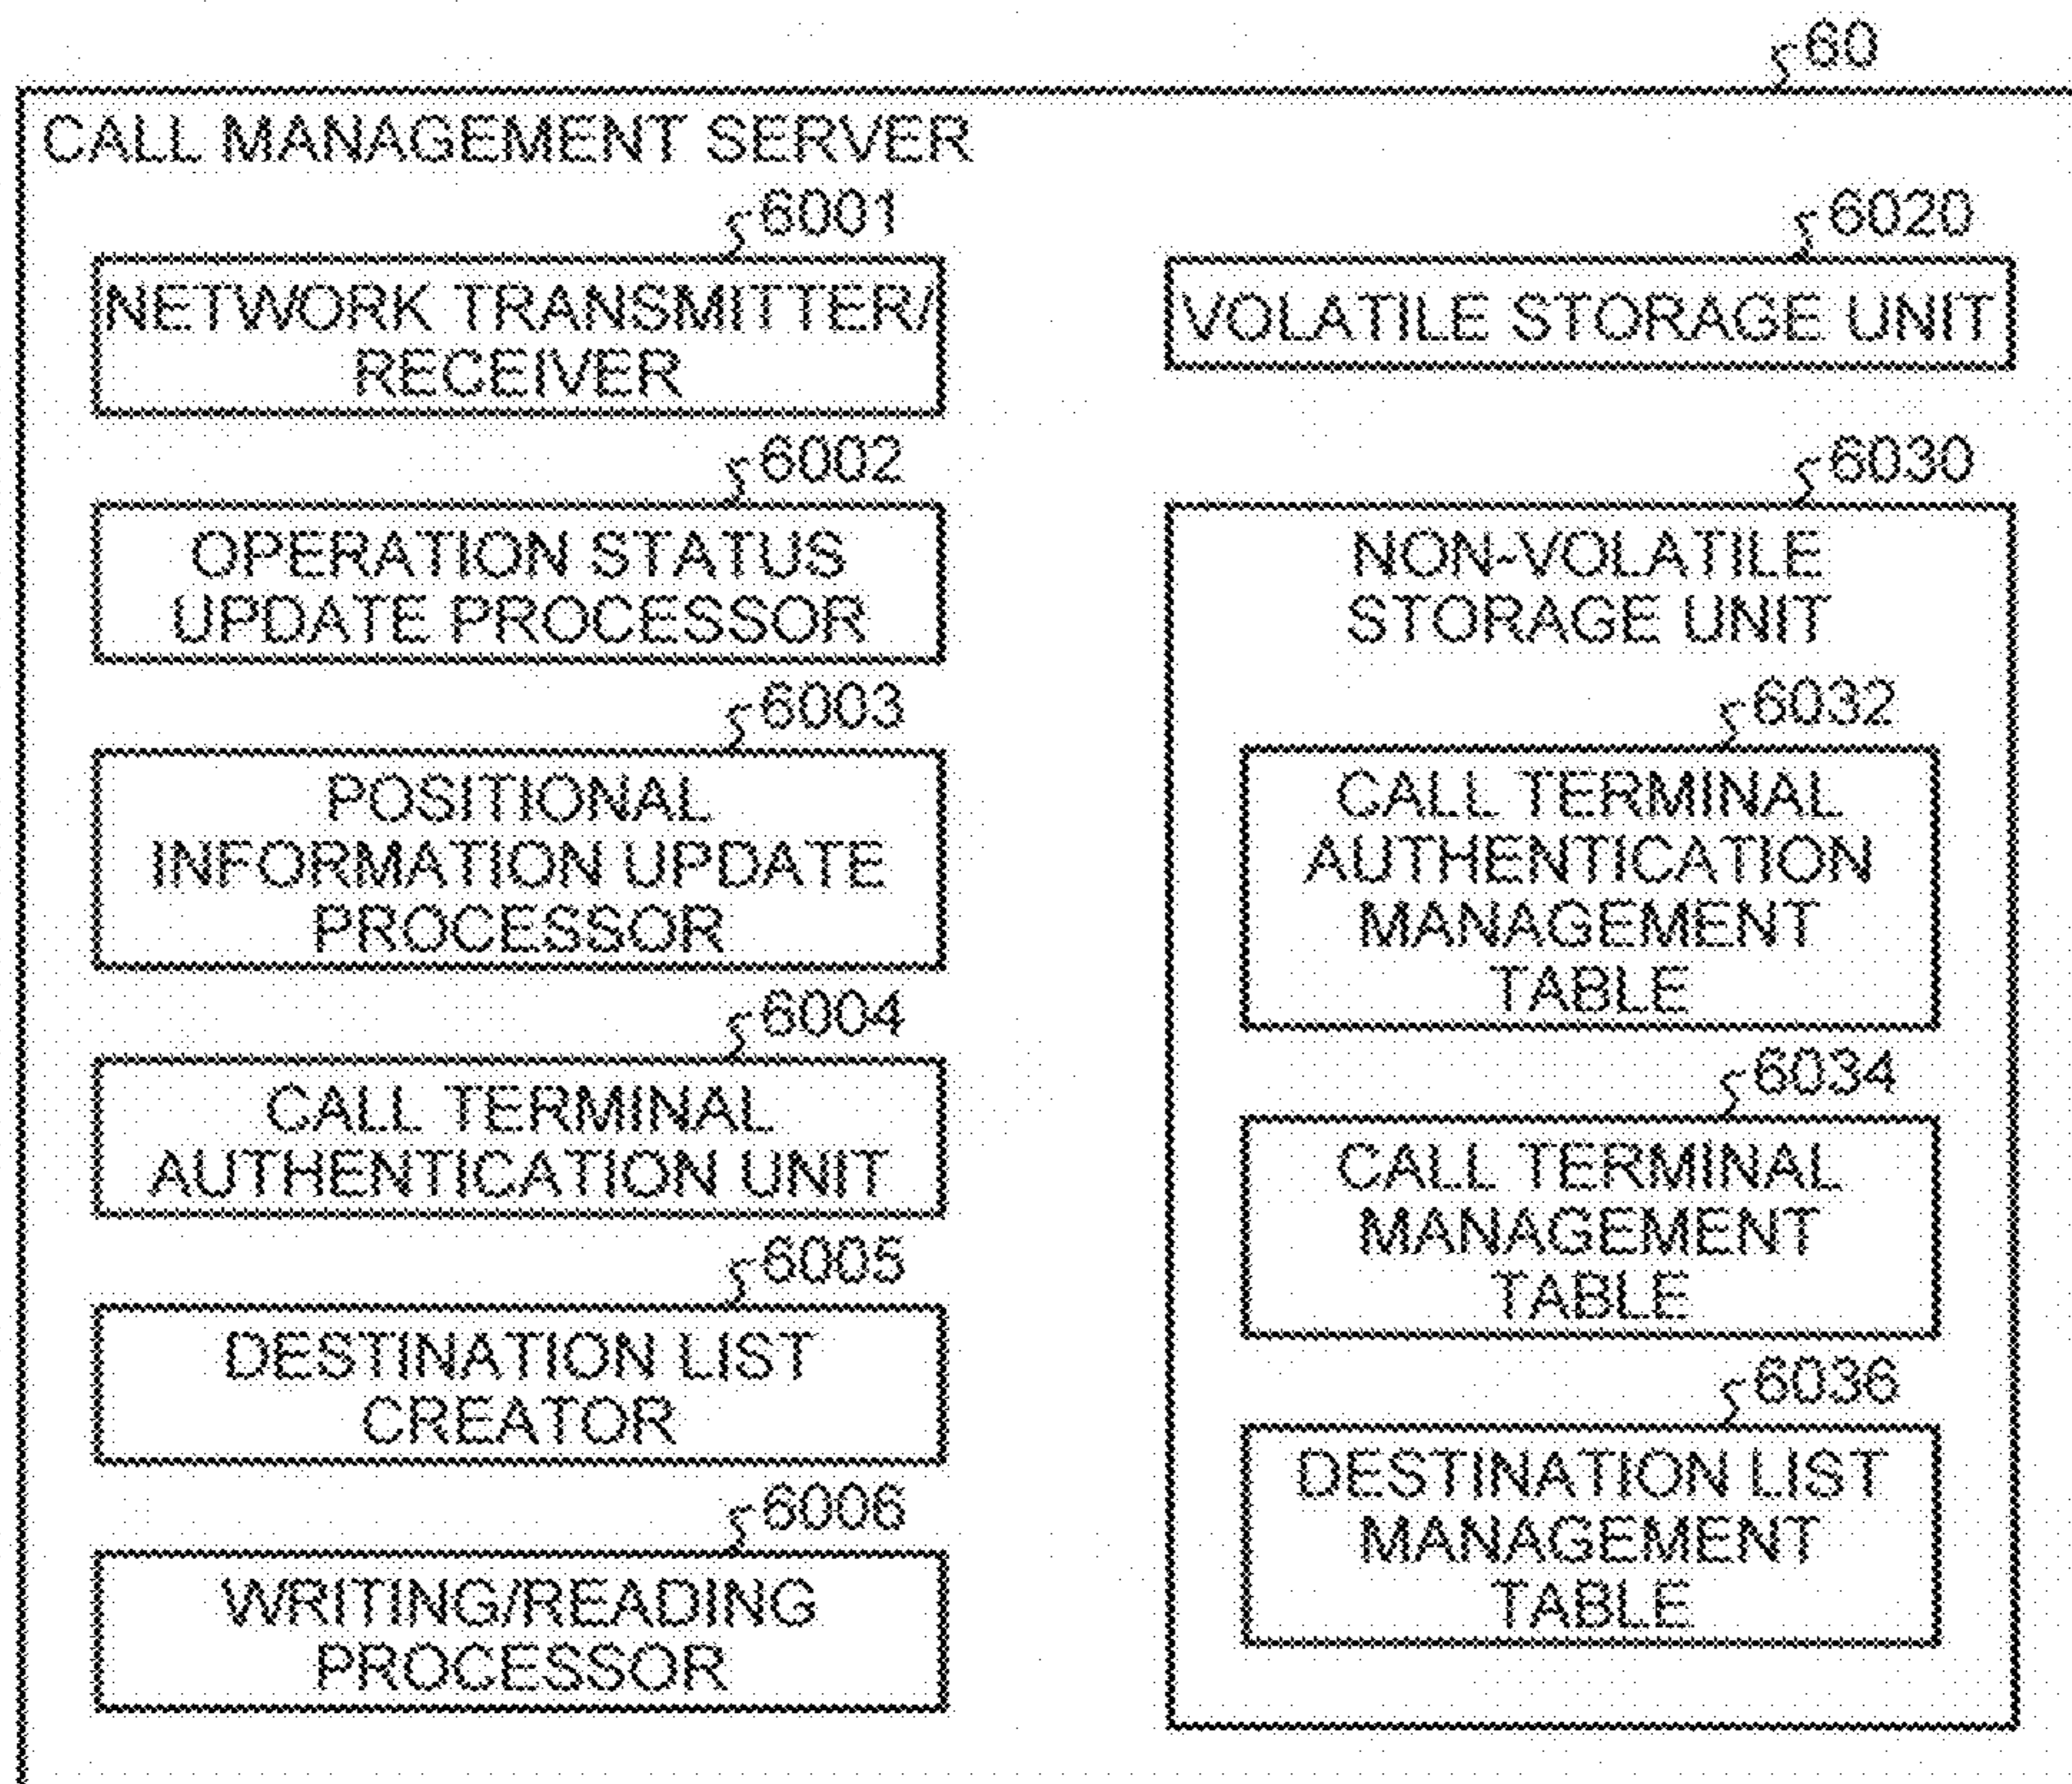 60
CALL MANAGEMENT SERVER
6001
NETWORK TRANSMITTER/
RECEIVER
6002
OPERATION STATUS
UPDATE PROCESSOR
6003
POSITIONAL
INFORMATION UPDATE
PROCESSOR
6004
CALL TERMINAL
AUTHENTICATION UNIT
6005
DESTINATION LIST
CREATOR
6006
WRITING/READING
PROCESSOR
6020
VOLATILE STORAGE UNIT
6030
NON-VOLATILE
STORAGE UNIT
6032
CALL TERMINAL
AUTHENTICATION
MANAGEMENT
TABLE
6034
CALL TERMINAL
MANAGEMENT
TABLE
6036
DESTINATION LIST
MANAGEMENT
TABLE